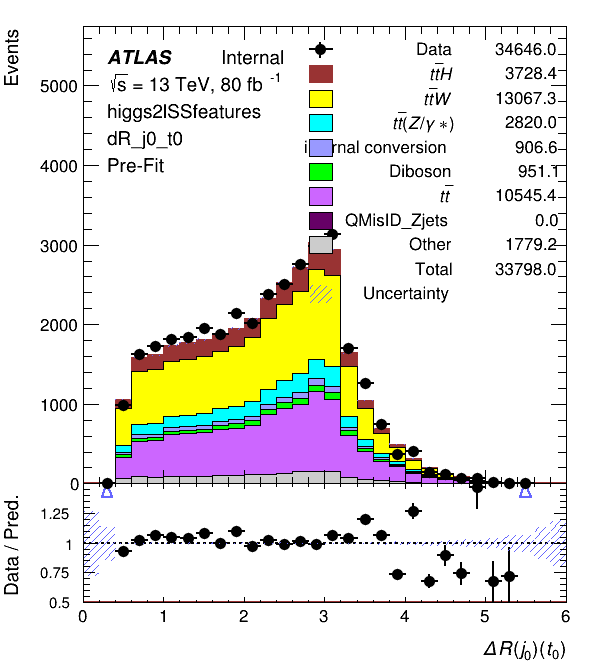 Events
ATLAS Internal
√s = 13 TeV, 80 fb⁻¹
higgs2lSSfeatures
dR_j0_t0
Pre-Fit
Data 34646.0
tt̅H 3728.4
tt̅W 13067.3
tt̅(Z/γ∗) 2820.0
rnal conversion 906.6
Diboson 951.1
tt̅ 10545.4
QMisID_Zjets 0.0
Other 1779.2
Total 33798.0
Uncertainty
5000
4000
3000
2000
1000
0
Data / Pred.
1.25
1
0.75
0.5
0 1 2 3 4 5 6
ΔR(j₀)(t₀)